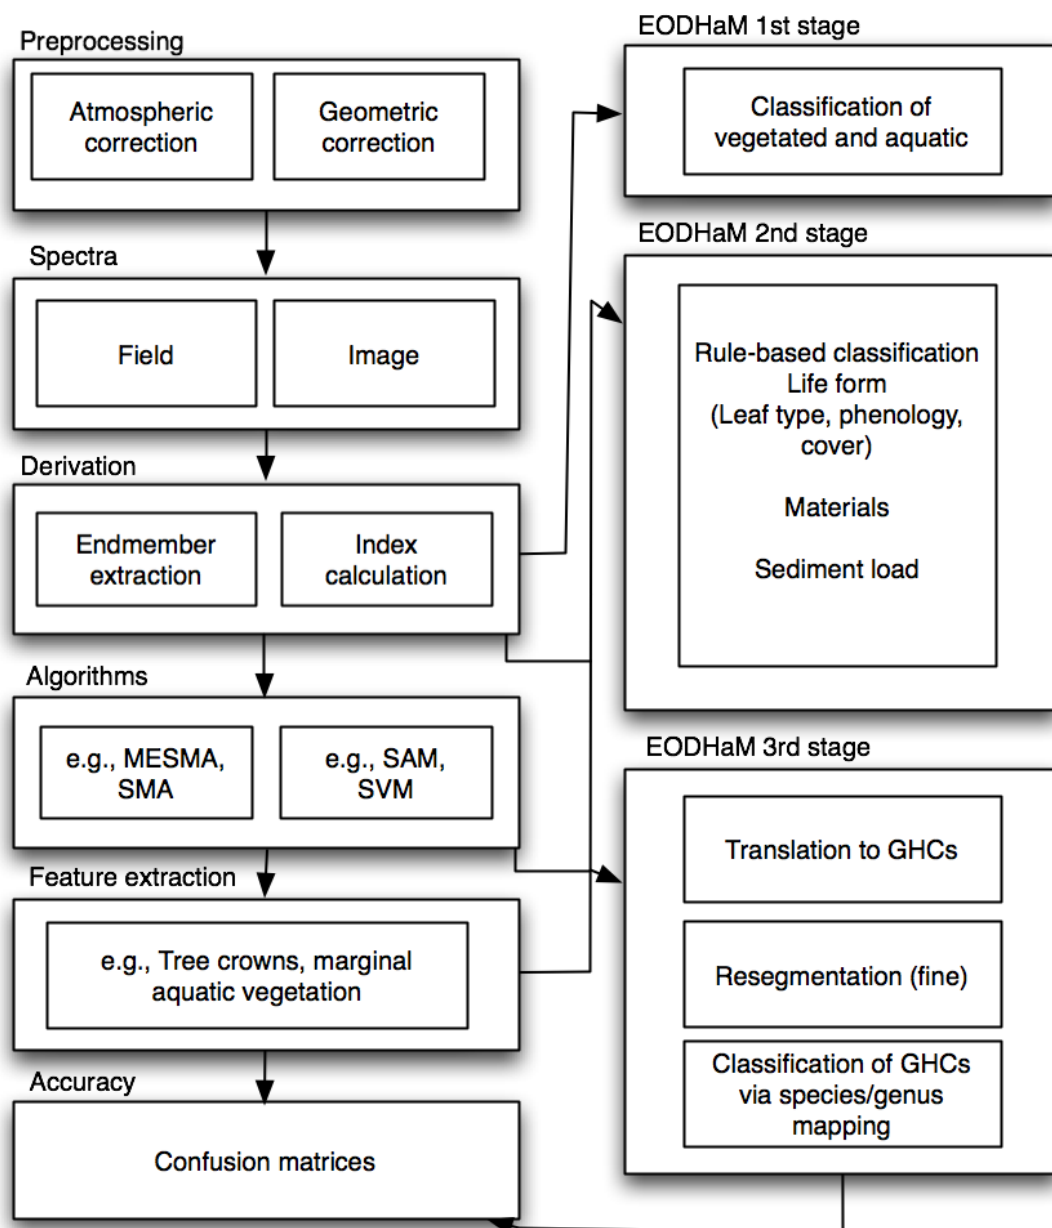 Preprocessing
Atmospheric
correction
Geometric
correction
Spectra
Field
Image
Derivation
Endmember
extraction
Index
calculation
Algorithms
e.g., MESMA,
SMA
e.g., SAM,
SVM
Feature extraction
e.g., Tree crowns, marginal
aquatic vegetation
Accuracy
Confusion matrices
EODHaM 1st stage
Classification of
vegetated and aquatic
EODHaM 2nd stage
Rule-based classification
Life form
(Leaf type, phenology,
cover)
Materials
Sediment load
EODHaM 3rd stage
Translation to GHCs
Resegmentation (fine)
Classification of GHCs
via species/genus
mapping